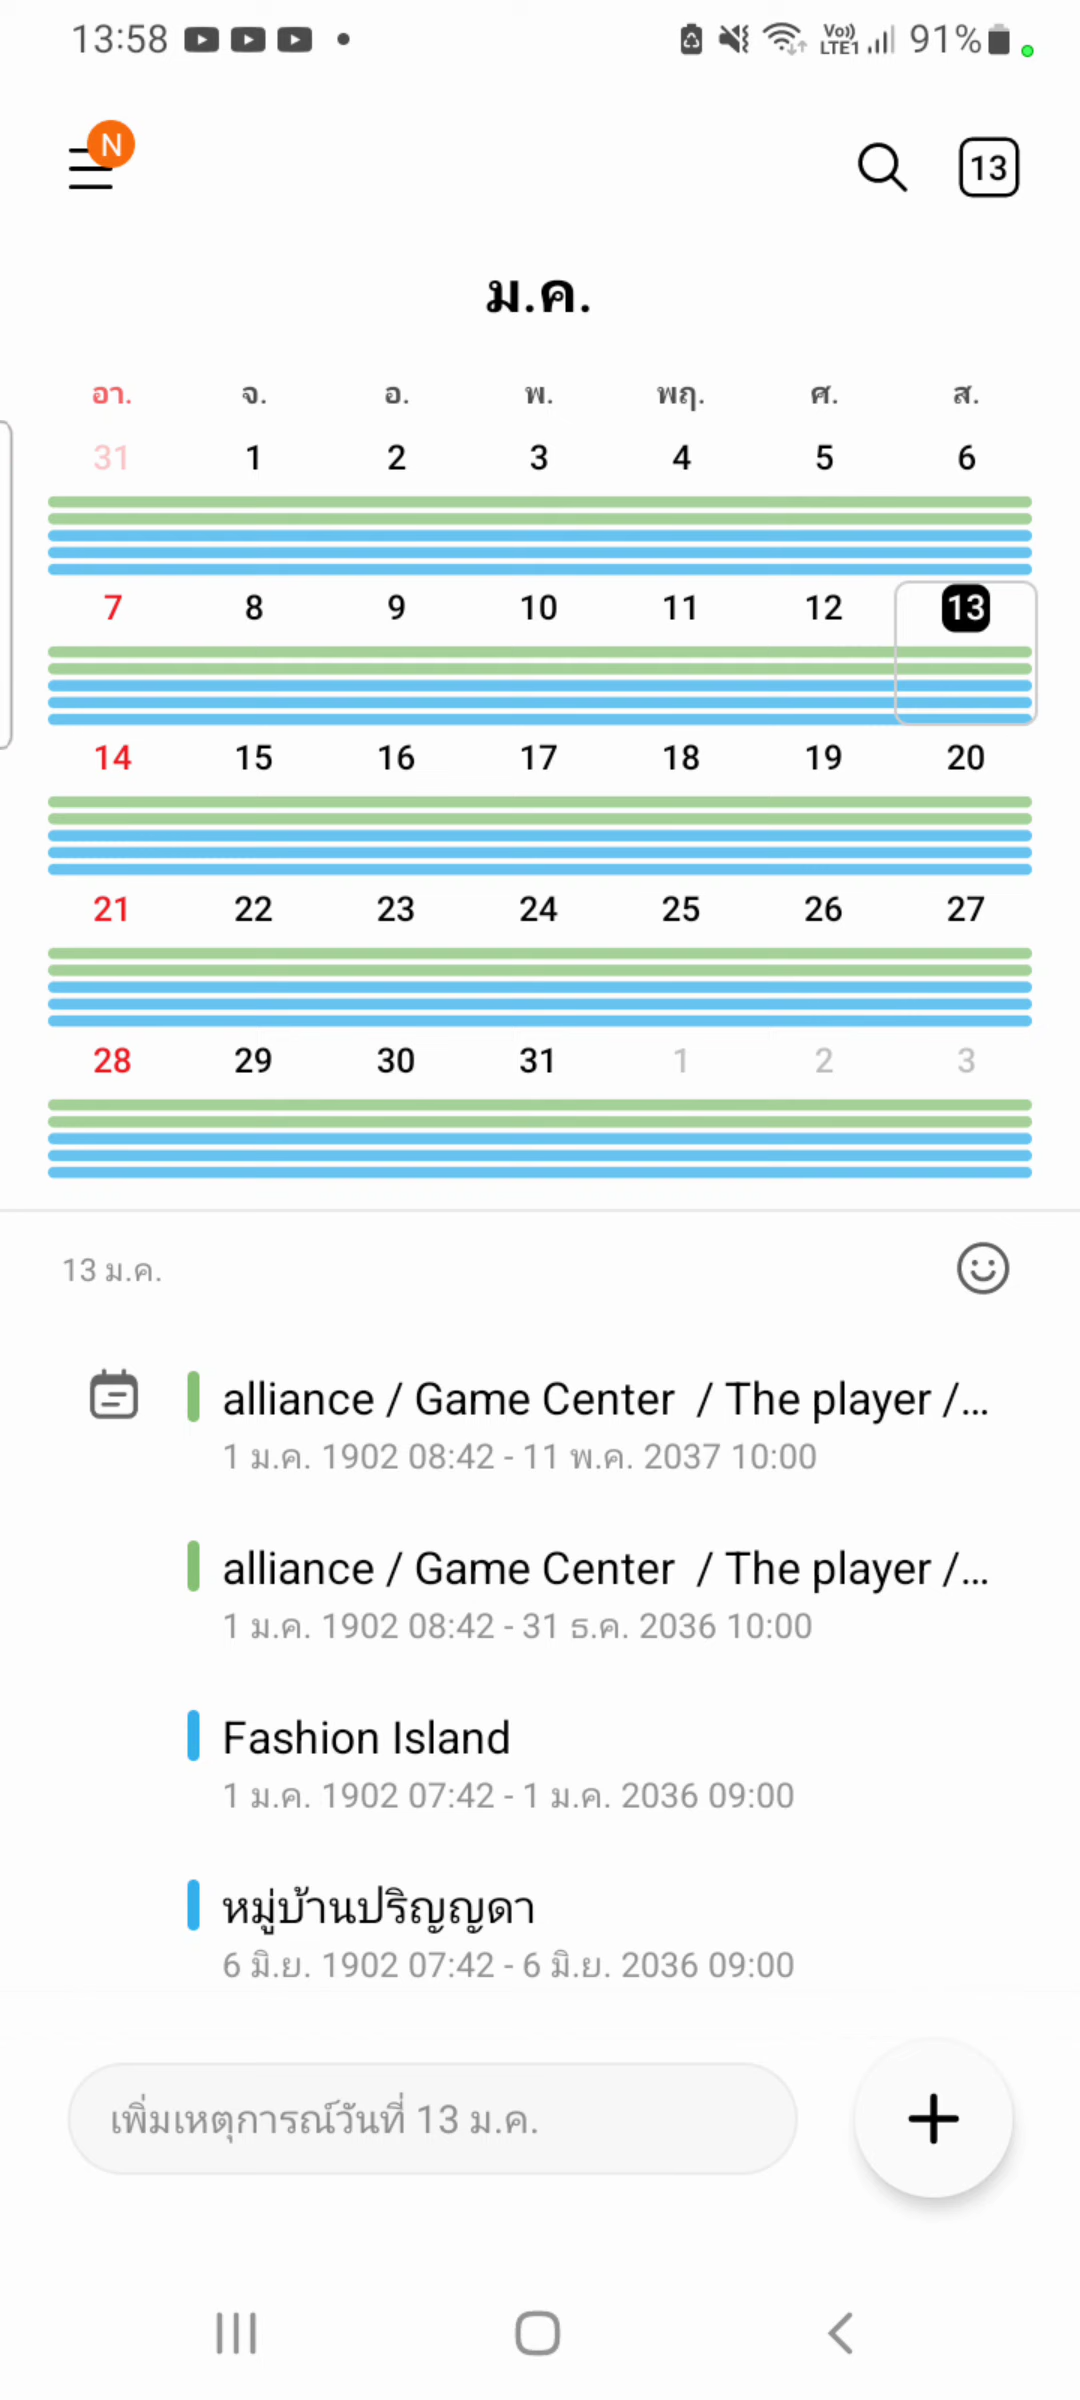 13:58 Vo)) LTE1 91%
N
13
ม.ค.
อา. จ. อ. พ. พฤ. ศ. ส.
31 1 2 3 4 5 6
7 8 9 10 11 12 13
14 15 16 17 18 19 20
21 22 23 24 25 26 27
28 29 30 31 1 2 3
13 ม.ค.
alliance / Game Center / The player /...
1 ม.ค. 1902 08:42 - 11 พ.ค. 2037 10:00
alliance / Game Center / The player /...
1 ม.ค. 1902 08:42 - 31 ธ.ค. 2036 10:00
Fashion Island
1 ม.ค. 1902 07:42 - 1 ม.ค. 2036 09:00
หมู่บ้านปริญญดา
6 มิ.ย. 1902 07:42 - 6 มิ.ย. 2036 09:00
เพิ่มเหตุการณ์วันที่ 13 ม.ค.